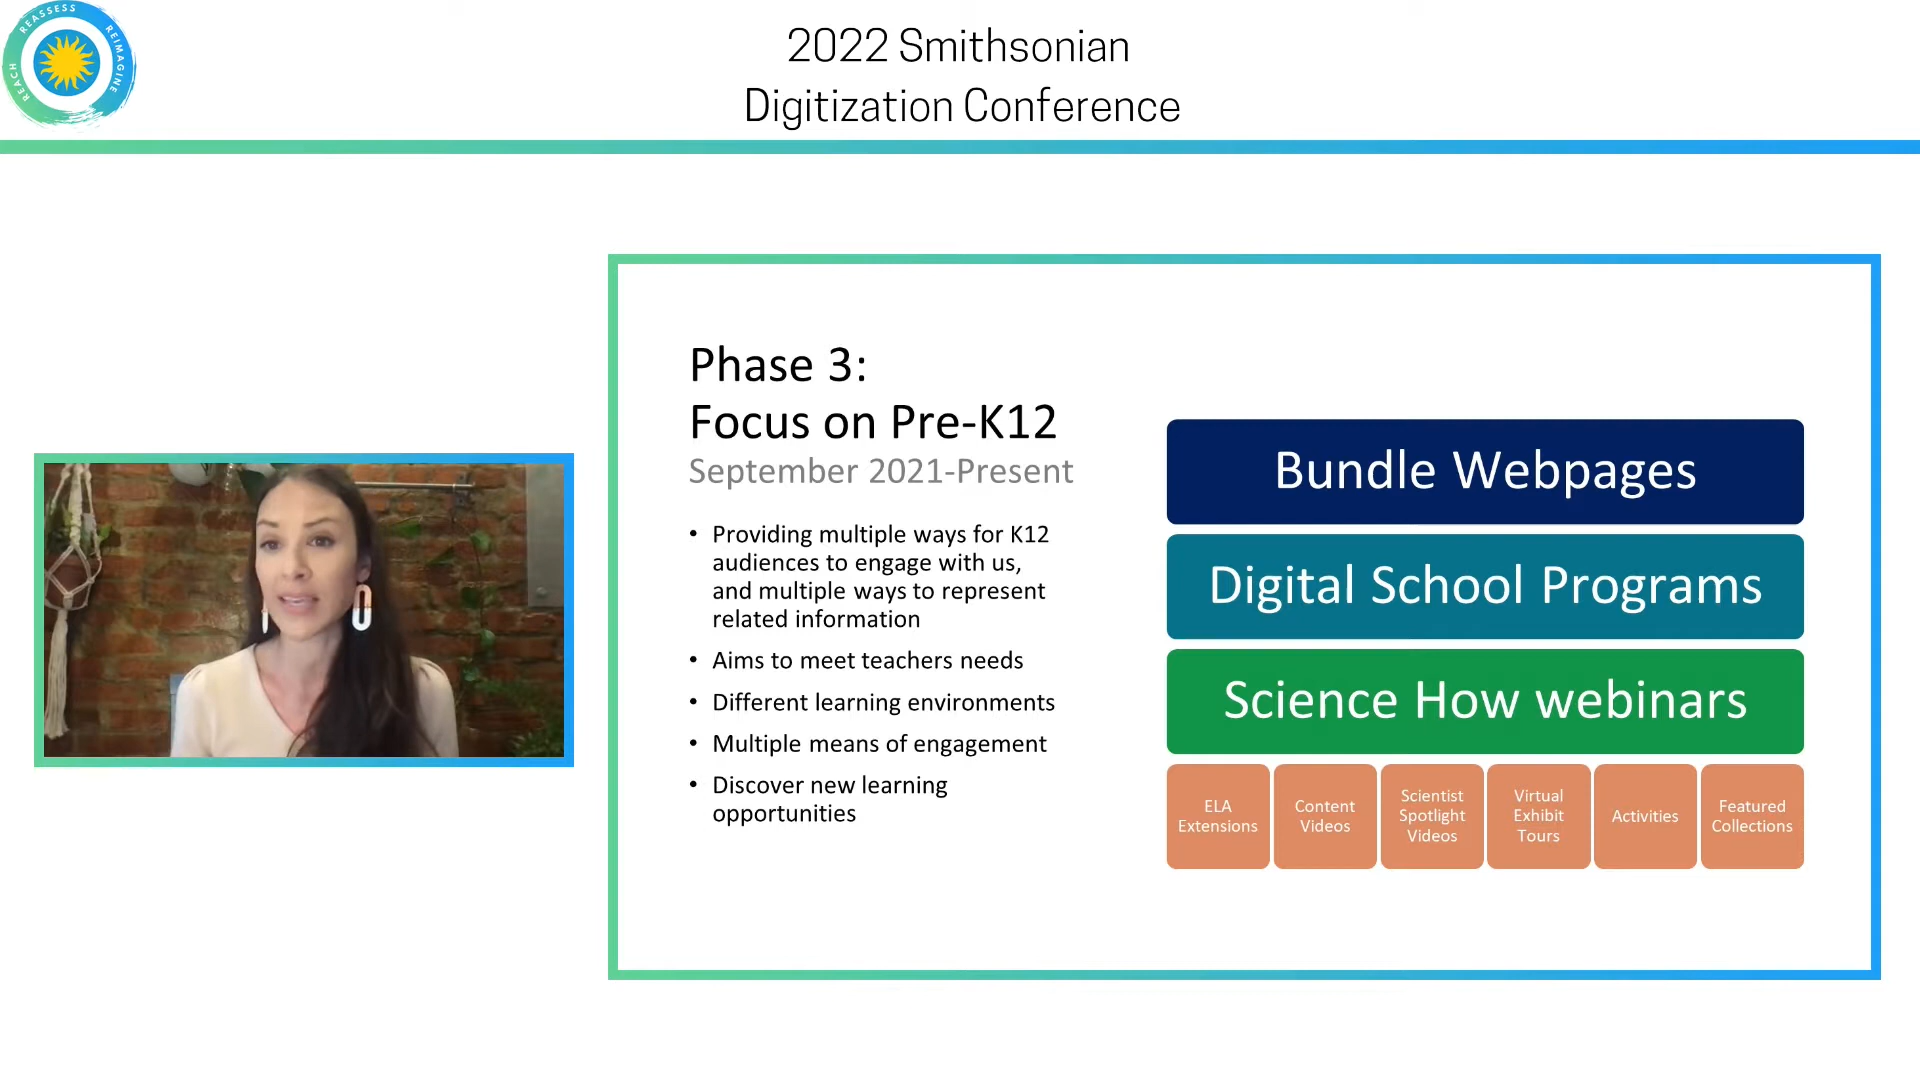 REACH REASSESS REIMAGINE
2022 Smithsonian
Digitization Conference
Phase 3:
Focus on Pre-K12
September 2021-Present
• Providing multiple ways for K12
audiences to engage with us,
and multiple ways to represent
related information
• Aims to meet teachers needs
• Different learning environments
• Multiple means of engagement
• Discover new learning
opportunities
Bundle Webpages
Digital School Programs
Science How webinars
ELA
Extensions
Content
Videos
Scientist
Spotlight
Videos
Virtual
Exhibit
Tours
Activities
Featured
Collections